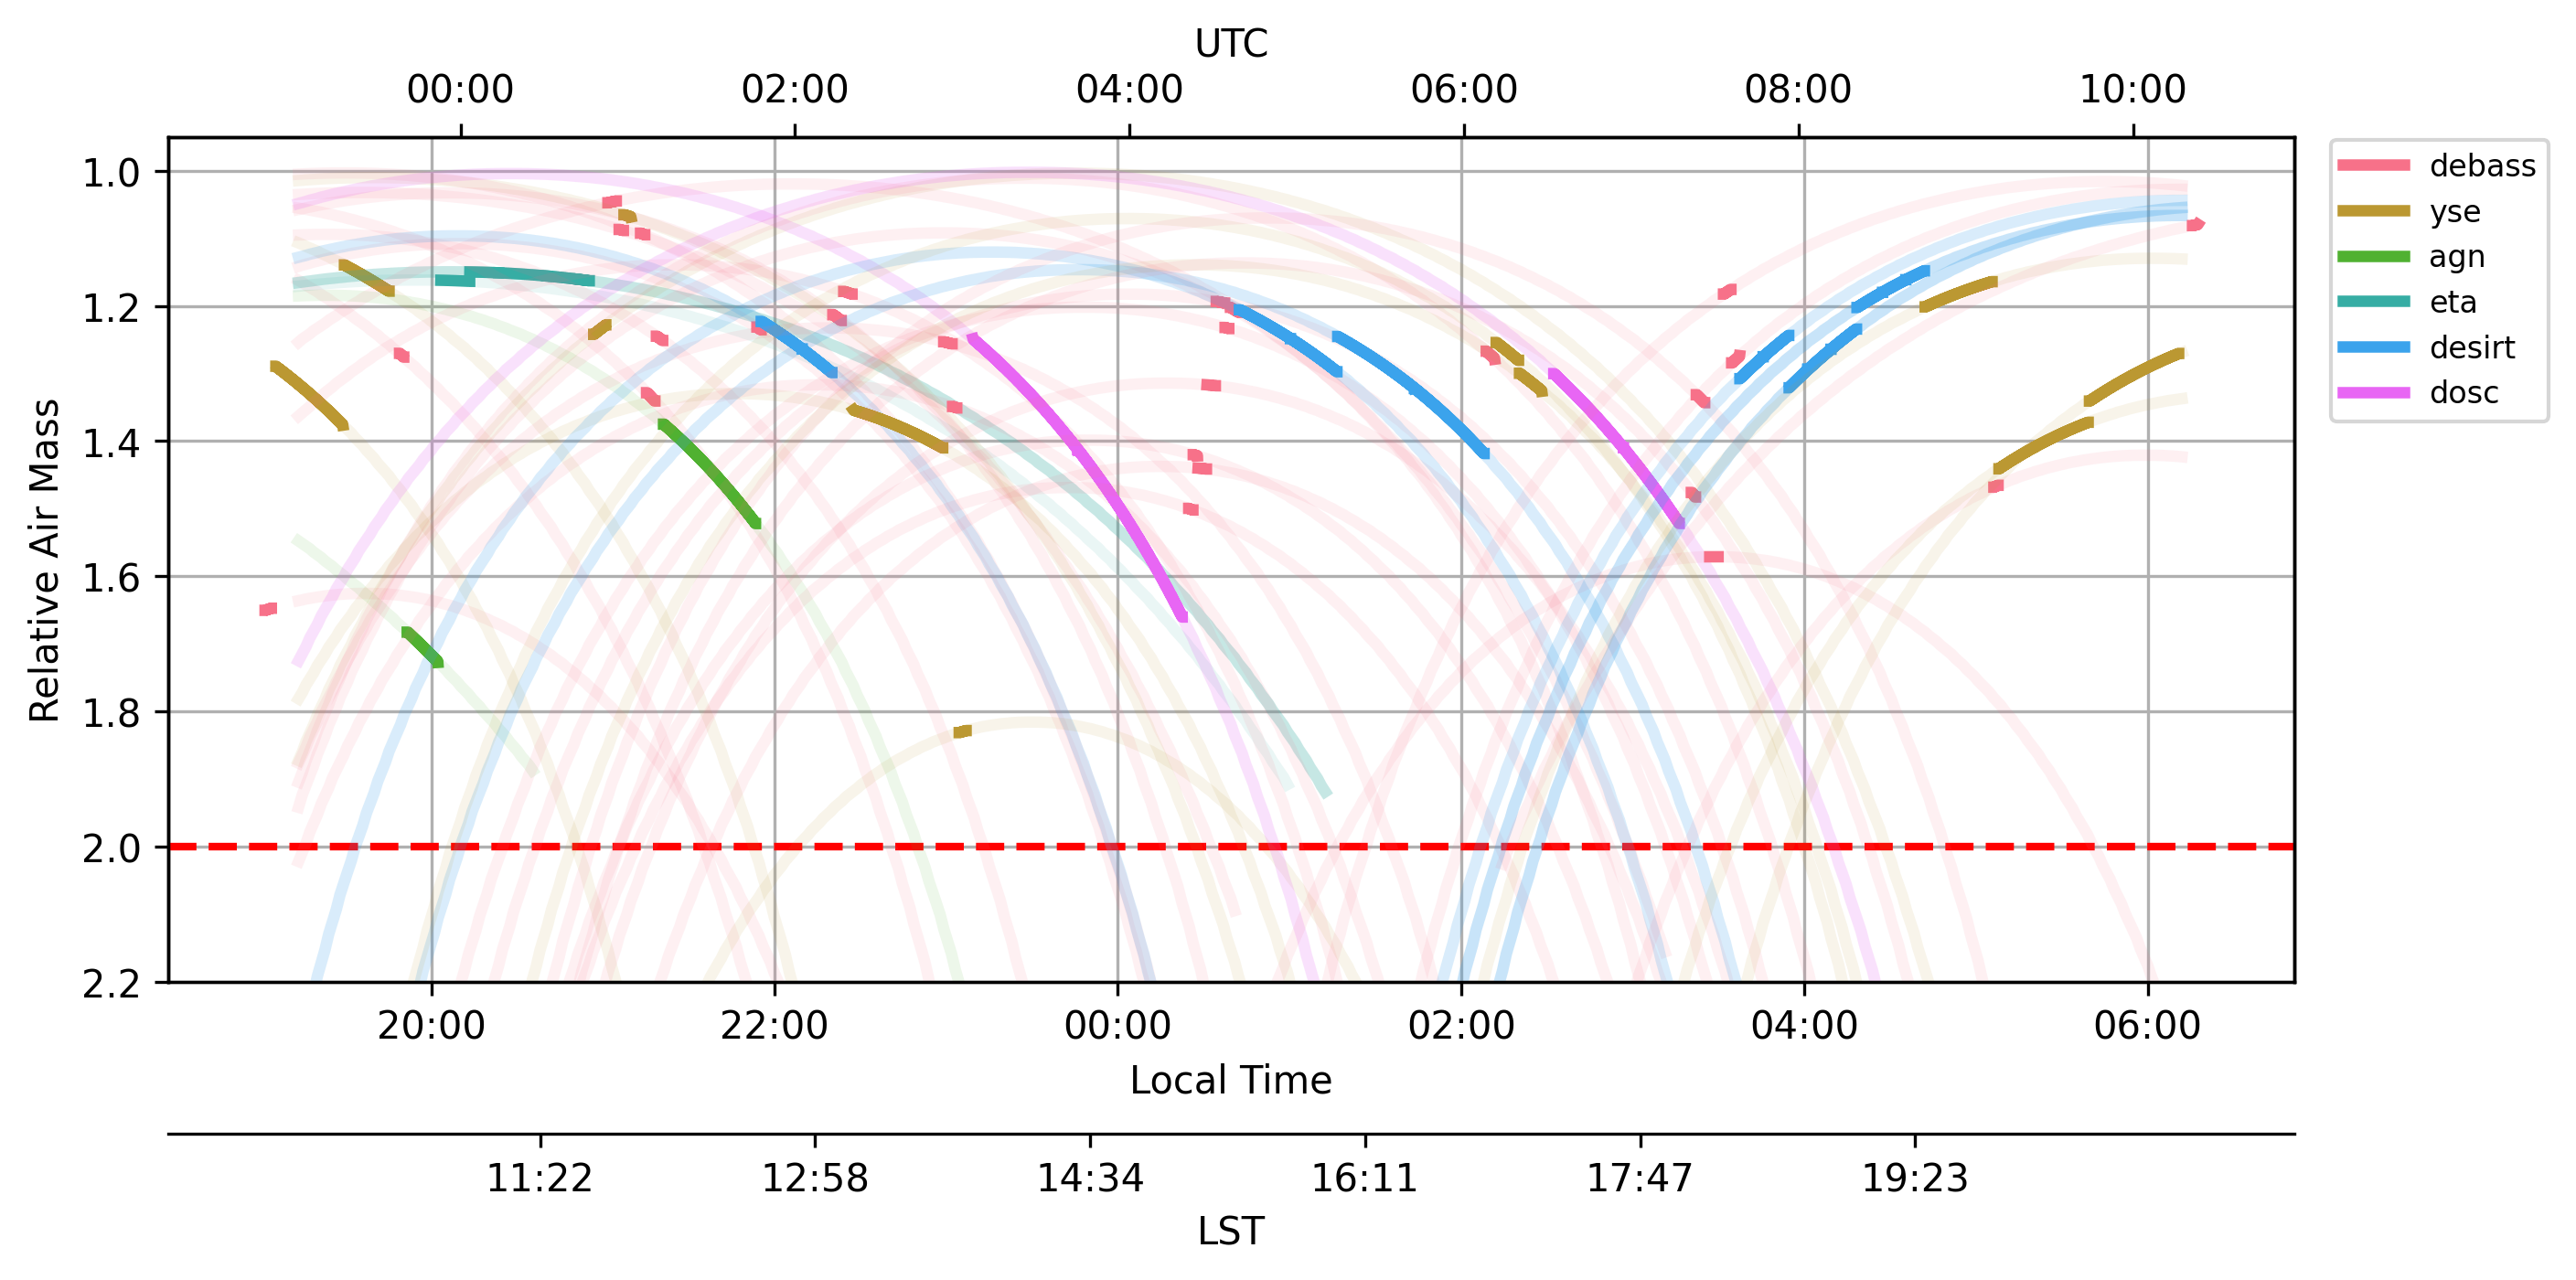 UTC
00:00 02:00 04:00 06:00 08:00 10:00
1.0
1.2
1.4
1.6
1.8
2.0
2.2
Relative Air Mass
debass
yse
agn
eta
desirt
dosc
20:00 22:00 00:00 02:00 04:00 06:00
Local Time
11:22 12:58 14:34 16:11 17:47 19:23
LST